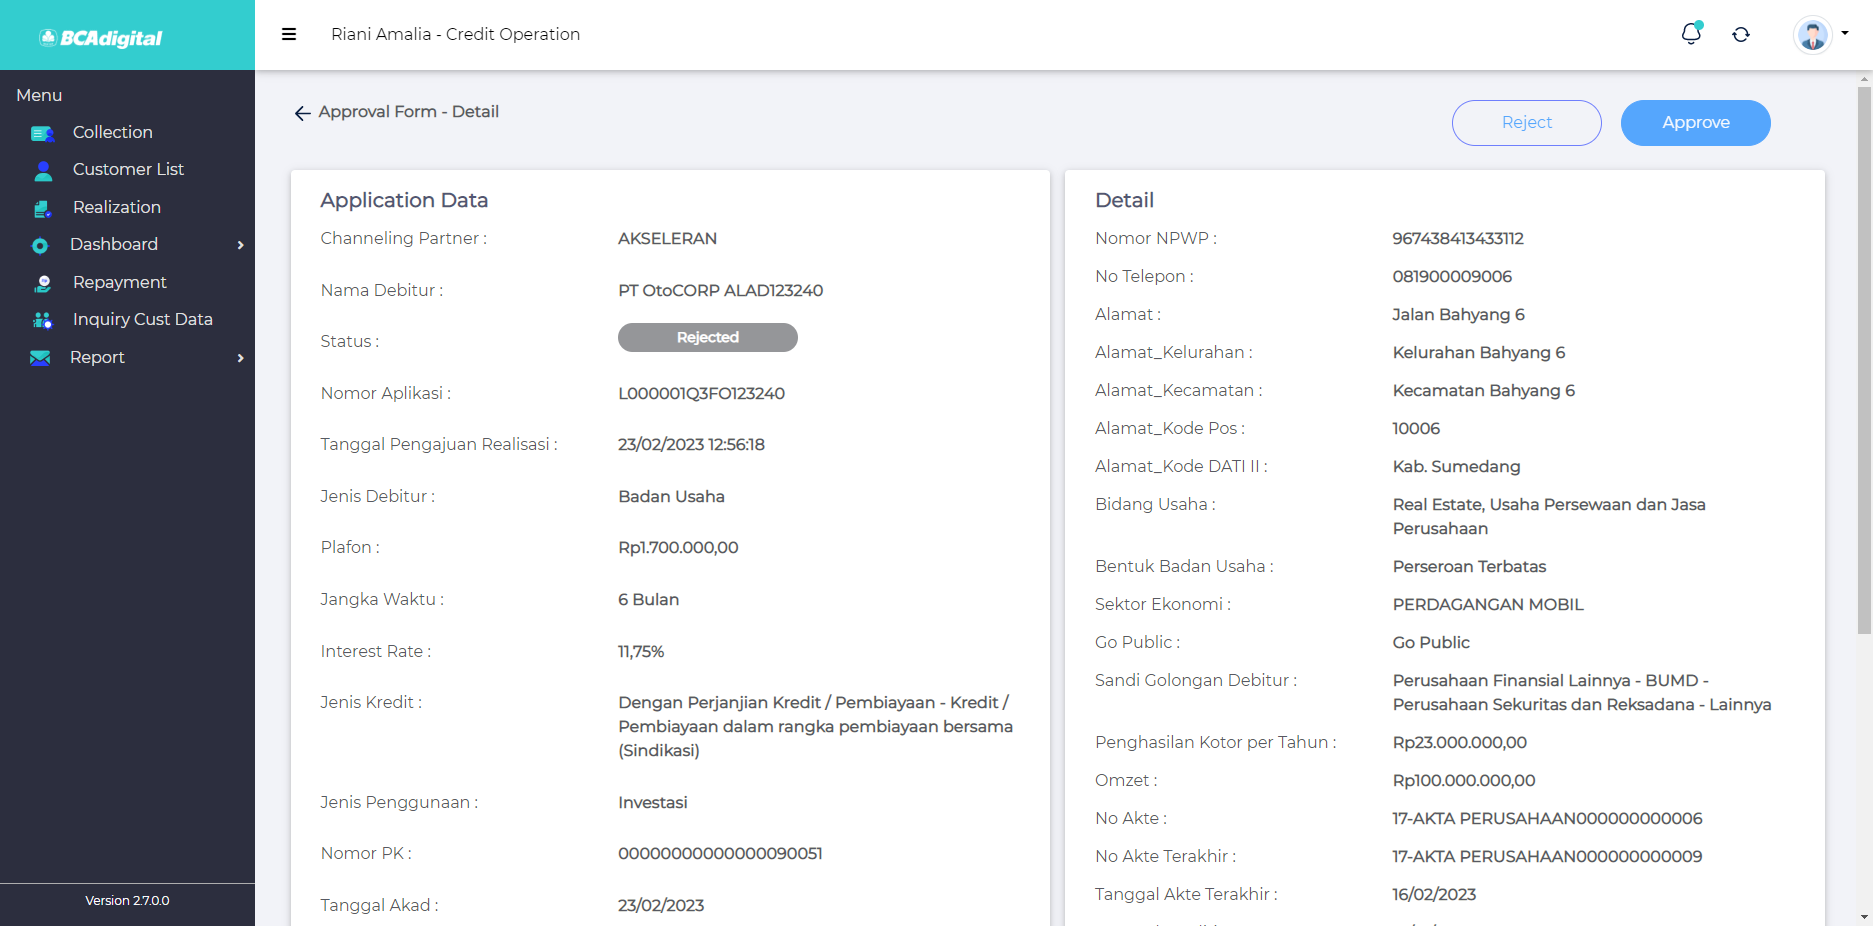 BCAdigital
Riani Amalia - Credit Operation
Menu
Collection
Customer List
Realization
Dashboard
Repayment
Inquiry Cust Data
Report
Version 2.7.0.0
Approval Form - Detail
Reject
Approve
Application Data
Channeling Partner : AKSELERAN
Nama Debitur : PT OtoCORP ALAD123240
Status : Rejected
Nomor Aplikasi : L000001Q3FO123240
Tanggal Pengajuan Realisasi : 23/02/2023 12:56:18
Jenis Debitur : Badan Usaha
Plafon : Rp1.700.000,00
Jangka Waktu : 6 Bulan
Interest Rate : 11,75%
Jenis Kredit : Dengan Perjanjian Kredit / Pembiayaan - Kredit /
Pembiayaan dalam rangka pembiayaan bersama
(Sindikasi)
Jenis Penggunaan : Investasi
Nomor PK : 00000000000000090051
Tanggal Akad : 23/02/2023
Detail
Nomor NPWP : 967438413433112
No Telepon : 081900009006
Alamat : Jalan Bahyang 6
Alamat_Kelurahan : Kelurahan Bahyang 6
Alamat_Kecamatan : Kecamatan Bahyang 6
Alamat_Kode Pos : 10006
Alamat_Kode DATI II : Kab. Sumedang
Bidang Usaha : Real Estate, Usaha Persewaan dan Jasa
Perusahaan
Bentuk Badan Usaha : Perseroan Terbatas
Sektor Ekonomi : PERDAGANGAN MOBIL
Go Public : Go Public
Sandi Golongan Debitur : Perusahaan Finansial Lainnya - BUMD -
Perusahaan Sekuritas dan Reksadana - Lainnya
Penghasilan Kotor per Tahun : Rp23.000.000,00
Omzet : Rp100.000.000,00
No Akte : 17-AKTA PERUSAHAAN000000000006
No Akte Terakhir : 17-AKTA PERUSAHAAN000000000009
Tanggal Akte Terakhir : 16/02/2023